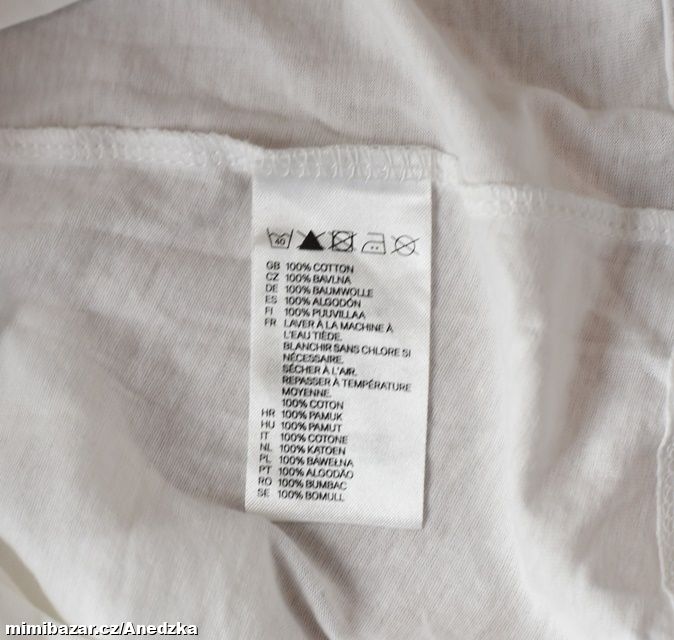 40
GB 100% COTTON
CZ 100% BAVLNA
DE 100% BAUMWOLLE
ES 100% ALGODÓN
FI 100% PUUVILLAA
FR LAVER À LA MACHINE À
L'EAU TIÈDE.
BLANCHIR SANS CHLORE SI
NÉCESSAIRE.
SÉCHER À L'AIR.
REPASSER À TEMPÉRATURE
MOYENNE.
100% COTON
HR 100% PAMUK
HU 100% PAMUT
IT 100% COTONE
NL 100% KATOEN
PL 100% BAWEŁNA
PT 100% ALGODÃO
RO 100% BUMBAC
SE 100% BOMULL
mimibazar.cz/Anedzka